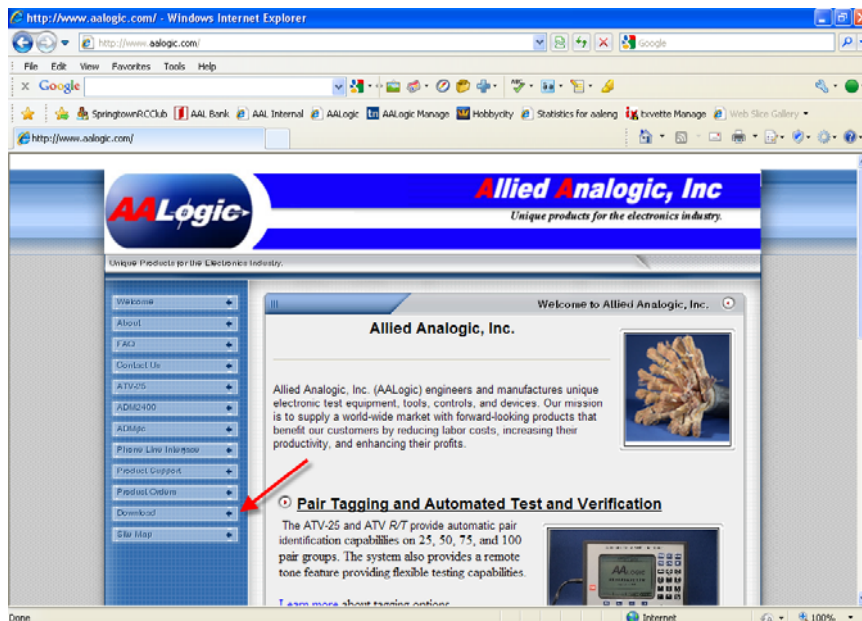 http://www.aalogic.com/ - Windows Internet Explorer
http://www.aalogic.com/
Google
File Edit View Favorites Tools Help
x Google
SpringtownRCClub AAL Bank AAL Internal AALogic AALogic Manage Hobbycity Statistics for aaleng txvette Manage Web Slice Gallery
http://www.aalogic.com/
AALogic
Allied Analogic, Inc
Unique products for the electronics industry.
Unique Products for the Electronics Industry.
Welcome
About
FAQ
Contact Us
ATV-25
ADM2400
ADMpc
Phone Line Interface
Product Support
Product Orders
Download
Site Map
Welcome to Allied Analogic, Inc.
Allied Analogic, Inc.
Allied Analogic, Inc. (AALogic) engineers and manufactures unique
electronic test equipment, tools, controls, and devices. Our mission
is to supply a world-wide market with forward-looking products that
benefit our customers by reducing labor costs, increasing their
productivity, and enhancing their profits.
Pair Tagging and Automated Test and Verification
The ATV-25 and ATV R/T provide automatic pair
identification capabilities on 25, 50, 75, and 100
pair groups. The system also provides a remote
tone feature providing flexible testing capabilities.
Learn more about tagging options
AALogic
Done
Internet
100%